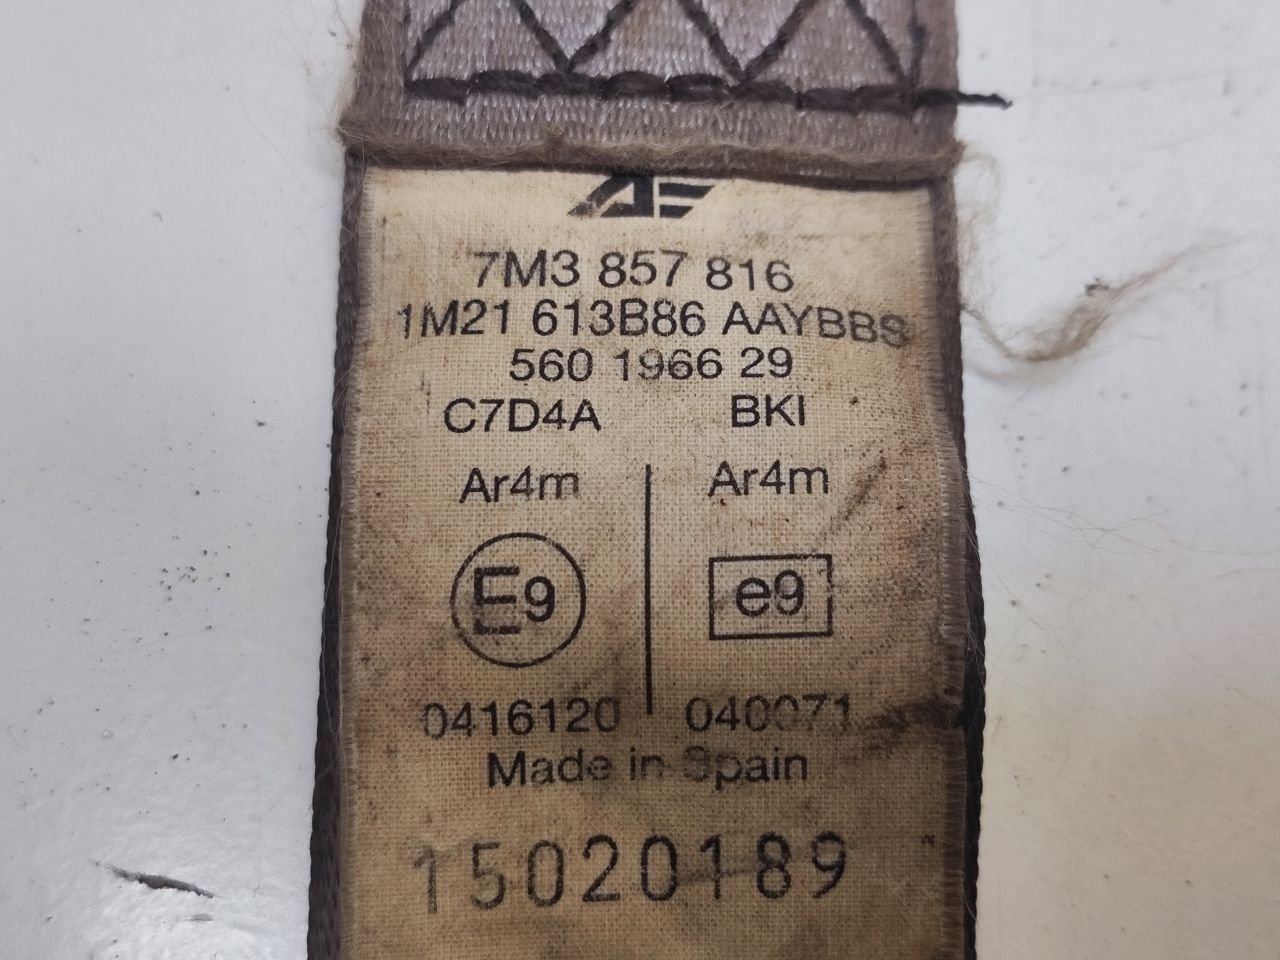 AE
7M3 857 816
1M21 613B86 AAYBBS
560 1966 29
C7D4A BKI
Ar4m Ar4m
E9 e9
0416120 040071
Made in Spain
15020189